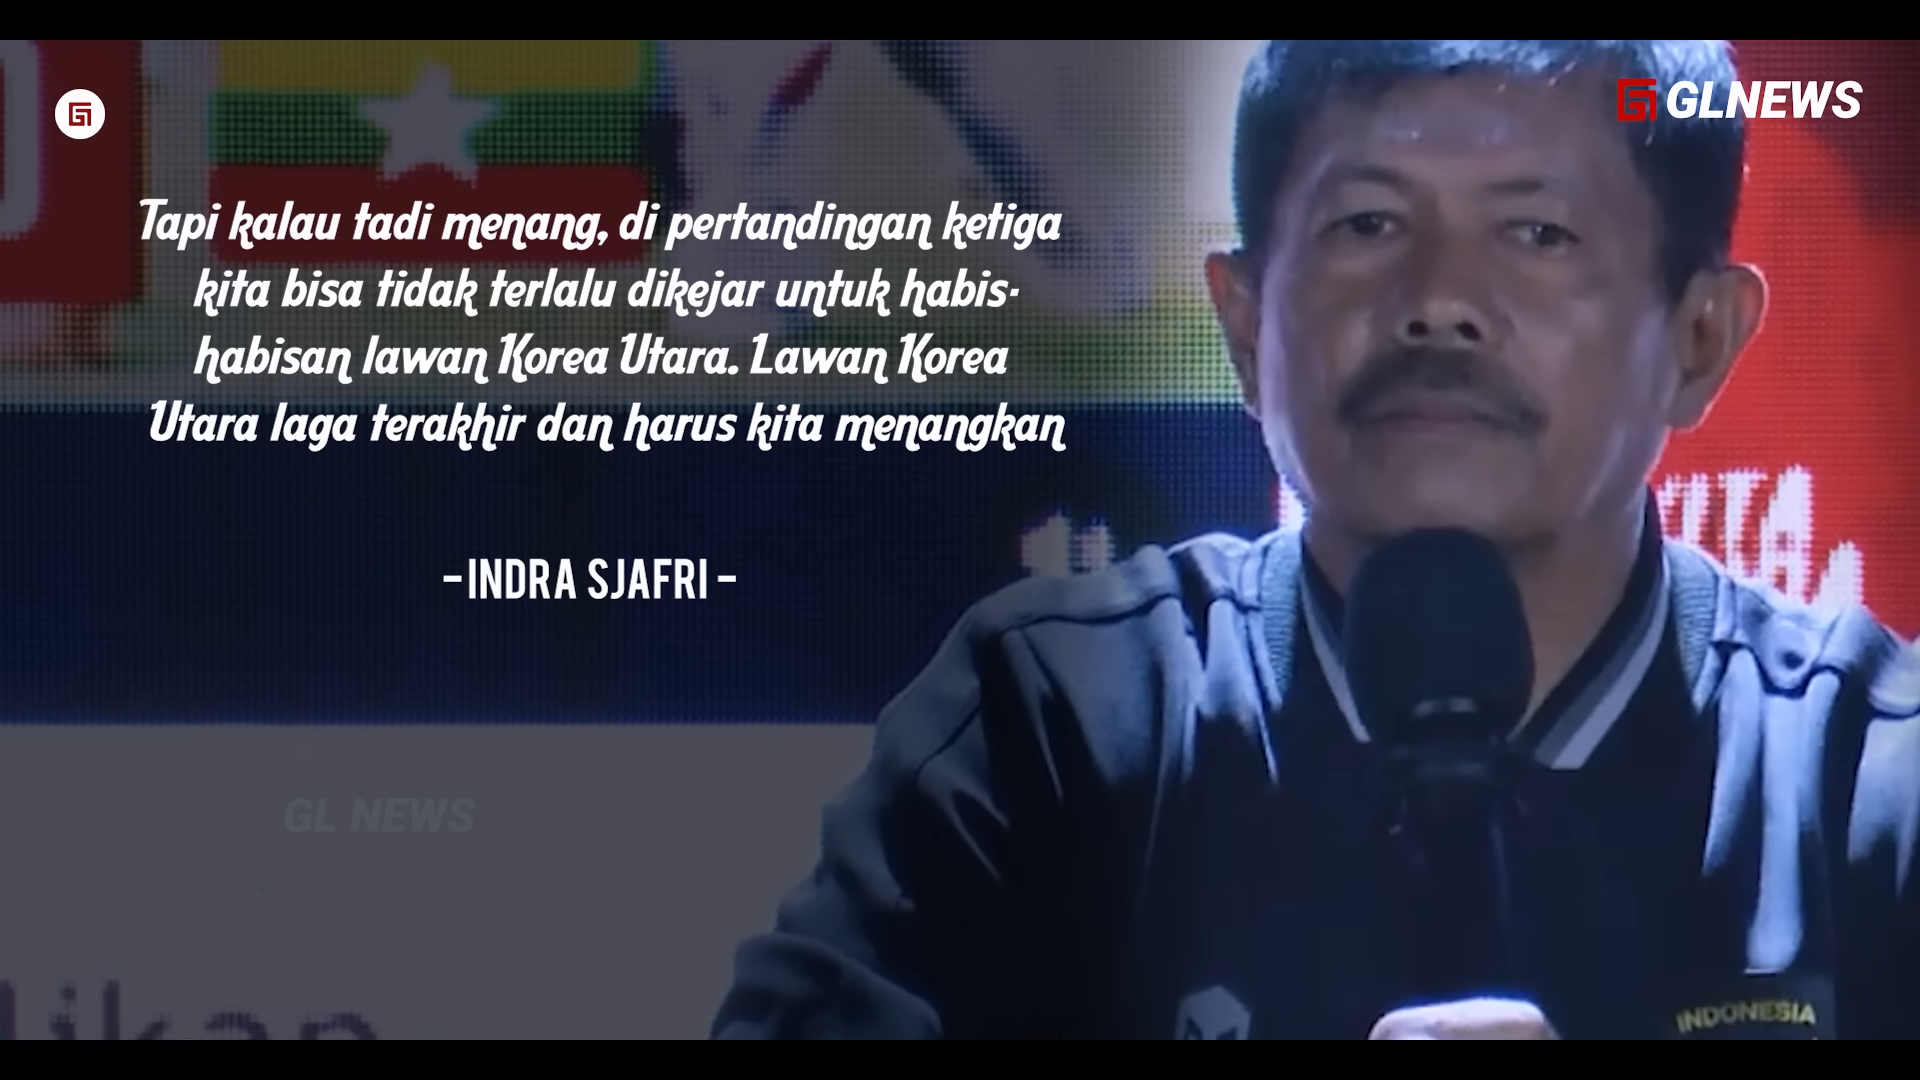 GLNEWS
Tapi kalau tadi menang, di pertandingan ketiga
kita bisa tidak terlalu dikejar untuk habis-
habisan lawan Korea Utara. Lawan Korea
Utara laga terakhir dan harus kita menangkan
-INDRA SJAFRI-
GL NEWS
INDONESIA